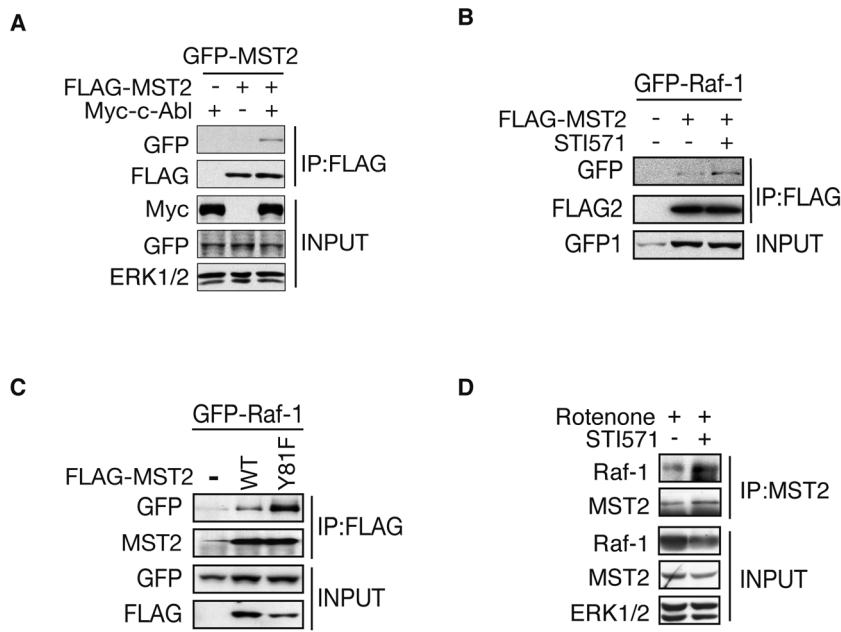 A
GFP-MST2
FLAG-MST2 - + +
Myc-c-Abl + - +
GFP
FLAG
IP:FLAG
Myc
GFP
ERK1/2
INPUT
B
GFP-Raf-1
FLAG-MST2 - + +
STI571 - - +
GFP
FLAG2
IP:FLAG
GFP1 INPUT
C
GFP-Raf-1
FLAG-MST2 - WT Y81F
GFP
MST2
IP:FLAG
GFP
FLAG
INPUT
D
Rotenone + +
STI571 - +
Raf-1
MST2
IP:MST2
Raf-1
MST2
ERK1/2
INPUT